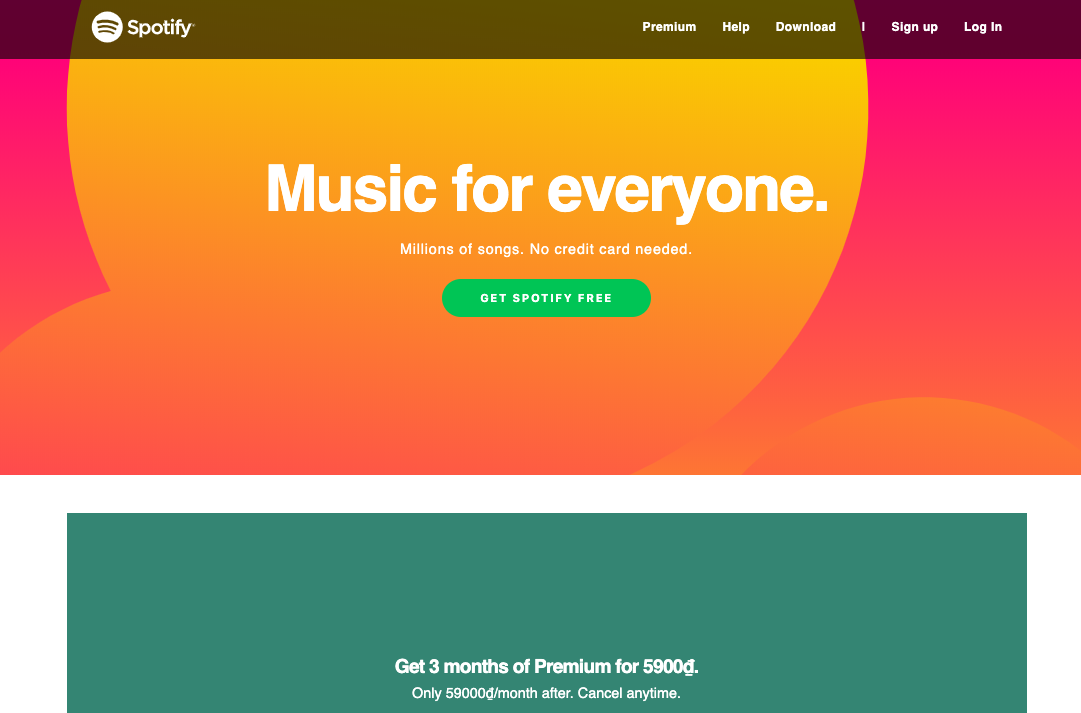 Spotify®
Premium Help Download | Sign up Log In
Music for everyone.
Millions of songs. No credit card needed.
GET SPOTIFY FREE
Get 3 months of Premium for 5900₫.
Only 59000₫/month after. Cancel anytime.